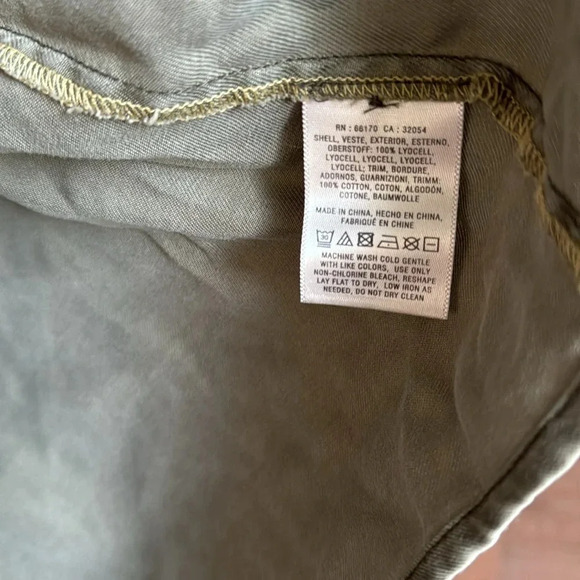 RN : 66170 CA : 32054
SHELL, VESTE, EXTERIOR, ESTERNO,
OBERSTOFF: 100% LYOCELL,
LYOCELL, LYOCELL, LYOCELL,
LYOCELL; TRIM, BORDURE,
ADORNOS, GUARNIZIONI, TRIMM:
100% COTTON, COTON, ALGODÓN,
COTONE, BAUMWOLLE
MADE IN CHINA, HECHO EN CHINA,
FABRIQUÉ EN CHINE
30
MACHINE WASH COLD GENTLE
WITH LIKE COLORS, USE ONLY
NON-CHLORINE BLEACH, RESHAPE
LAY FLAT TO DRY, LOW IRON AS
NEEDED, DO NOT DRY CLEAN